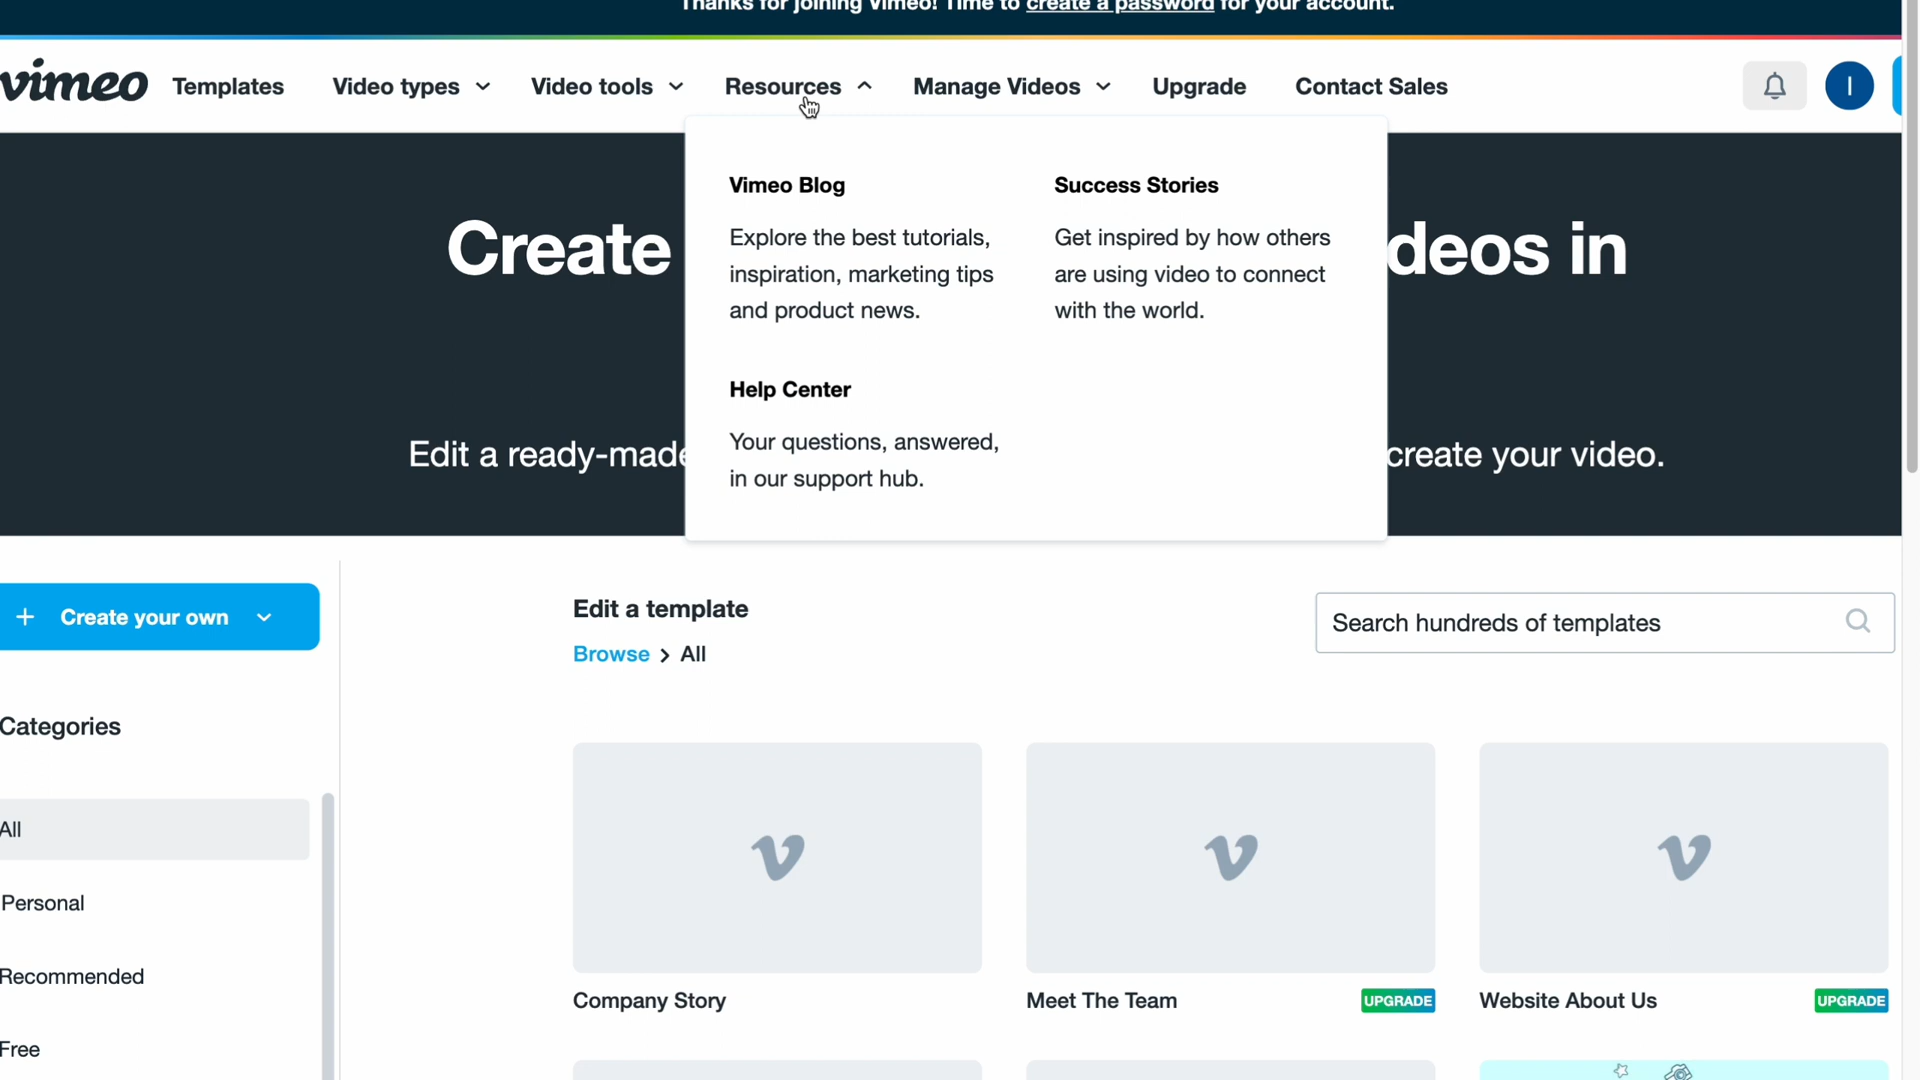 Thanks for joining Vimeo! Time to create a password for your account.
vimeo
Templates
Video types
Video tools
Resources
Manage Videos
Upgrade
Contact Sales
I
Create
deos in
Vimeo Blog
Explore the best tutorials,
inspiration, marketing tips
and product news.
Success Stories
Get inspired by how others
are using video to connect
with the world.
Help Center
Your questions, answered,
in our support hub.
Edit a ready-made
create your video.
+ Create your own
Edit a template
Browse > All
Search hundreds of templates
Categories
All
Personal
Recommended
Free
Company Story
Meet The Team
UPGRADE
Website About Us
UPGRADE